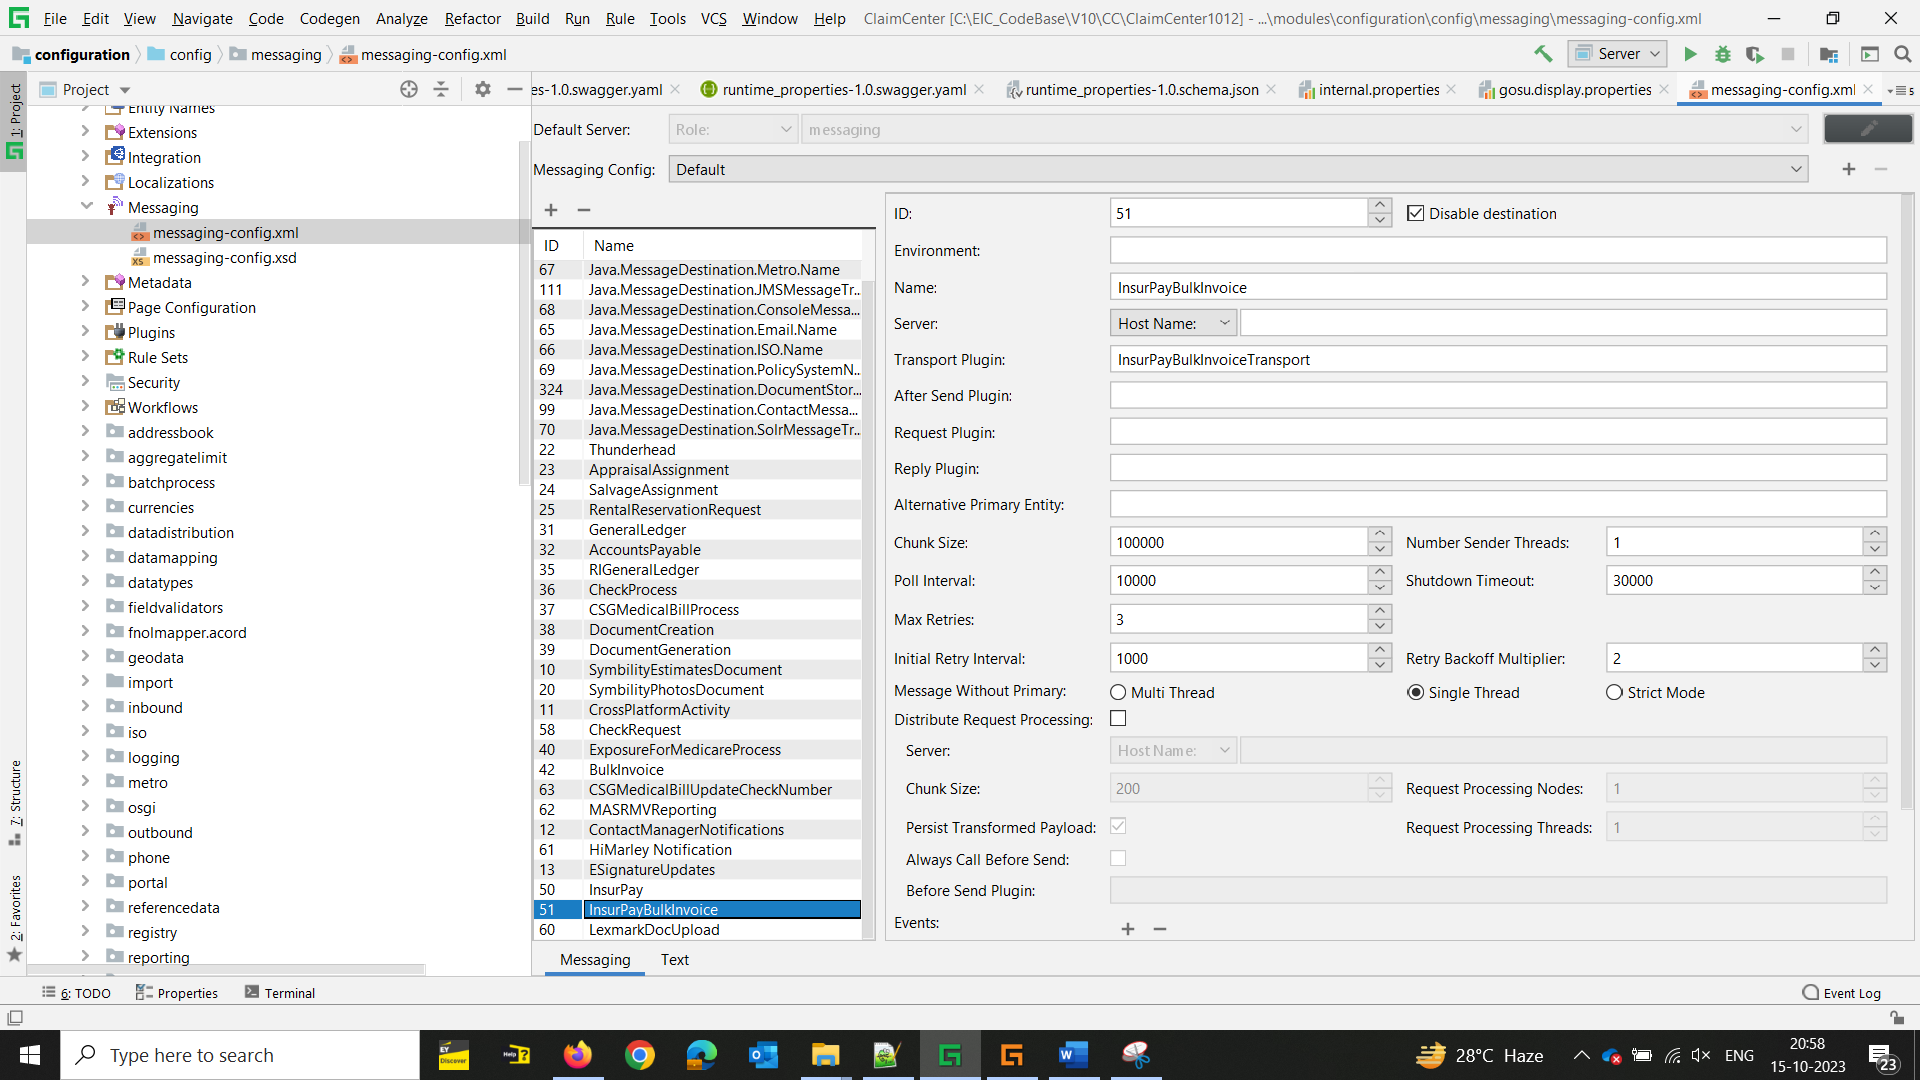 File Edit View Navigate Code Codegen Analyze Refactor Build Run Rule Tools VCS Window Help ClaimCenter [C:\EIC_CodeBase\V10\CC\ClaimCenter1012] - ...\modules\configuration\config\messaging\messaging-config.xml
configuration config messaging messaging-config.xml Server
1: Project
7: Structure
2: Favorites
Project
Entity Names
Extensions
Integration
Localizations
Messaging
messaging-config.xml
messaging-config.xsd
Metadata
Page Configuration
Plugins
Rule Sets
Security
Workflows
addressbook
aggregatelimit
batchprocess
currencies
datadistribution
datamapping
datatypes
fieldvalidators
fnolmapper.acord
geodata
import
inbound
iso
logging
metro
osgi
outbound
phone
portal
referencedata
registry
reporting
es-1.0.swagger.yaml runtime_properties-1.0.swagger.yaml runtime_properties-1.0.schema.json internal.properties gosu.display.properties messaging-config.xml 5
Default Server: Role: messaging
Messaging Config: Default
ID Name
67 Java.MessageDestination.Metro.Name
111 Java.MessageDestination.JMSMessageTr...
68 Java.MessageDestination.ConsoleMessa...
65 Java.MessageDestination.Email.Name
66 Java.MessageDestination.ISO.Name
69 Java.MessageDestination.PolicySystemN...
324 Java.MessageDestination.DocumentStor...
99 Java.MessageDestination.ContactMessa...
70 Java.MessageDestination.SolrMessageTr...
22 Thunderhead
23 AppraisalAssignment
24 SalvageAssignment
25 RentalReservationRequest
31 GeneralLedger
32 AccountsPayable
35 RIGeneralLedger
36 CheckProcess
37 CSGMedicalBillProcess
38 DocumentCreation
39 DocumentGeneration
10 SymbilityEstimatesDocument
20 SymbilityPhotosDocument
11 CrossPlatformActivity
58 CheckRequest
40 ExposureForMedicareProcess
42 BulkInvoice
63 CSGMedicalBillUpdateCheckNumber
62 MASRMVReporting
12 ContactManagerNotifications
61 HiMarley Notification
13 ESignatureUpdates
50 InsurPay
51 InsurPayBulkInvoice
60 LexmarkDocUpload
ID: 51 Disable destination
Environment:
Name: InsurPayBulkInvoice
Server: Host Name:
Transport Plugin: InsurPayBulkInvoiceTransport
After Send Plugin:
Request Plugin:
Reply Plugin:
Alternative Primary Entity:
Chunk Size: 100000 Number Sender Threads: 1
Poll Interval: 10000 Shutdown Timeout: 30000
Max Retries: 3
Initial Retry Interval: 1000 Retry Backoff Multiplier: 2
Message Without Primary: Multi Thread Single Thread Strict Mode
Distribute Request Processing:
Server: Host Name:
Chunk Size: 200 Request Processing Nodes: 1
Persist Transformed Payload: Request Processing Threads: 1
Always Call Before Send:
Before Send Plugin:
Events:
Messaging Text
6: TODO Properties Terminal Event Log
Type here to search EY Discover Help ? 28°C Haze ENG 20:58
15-10-2023 23